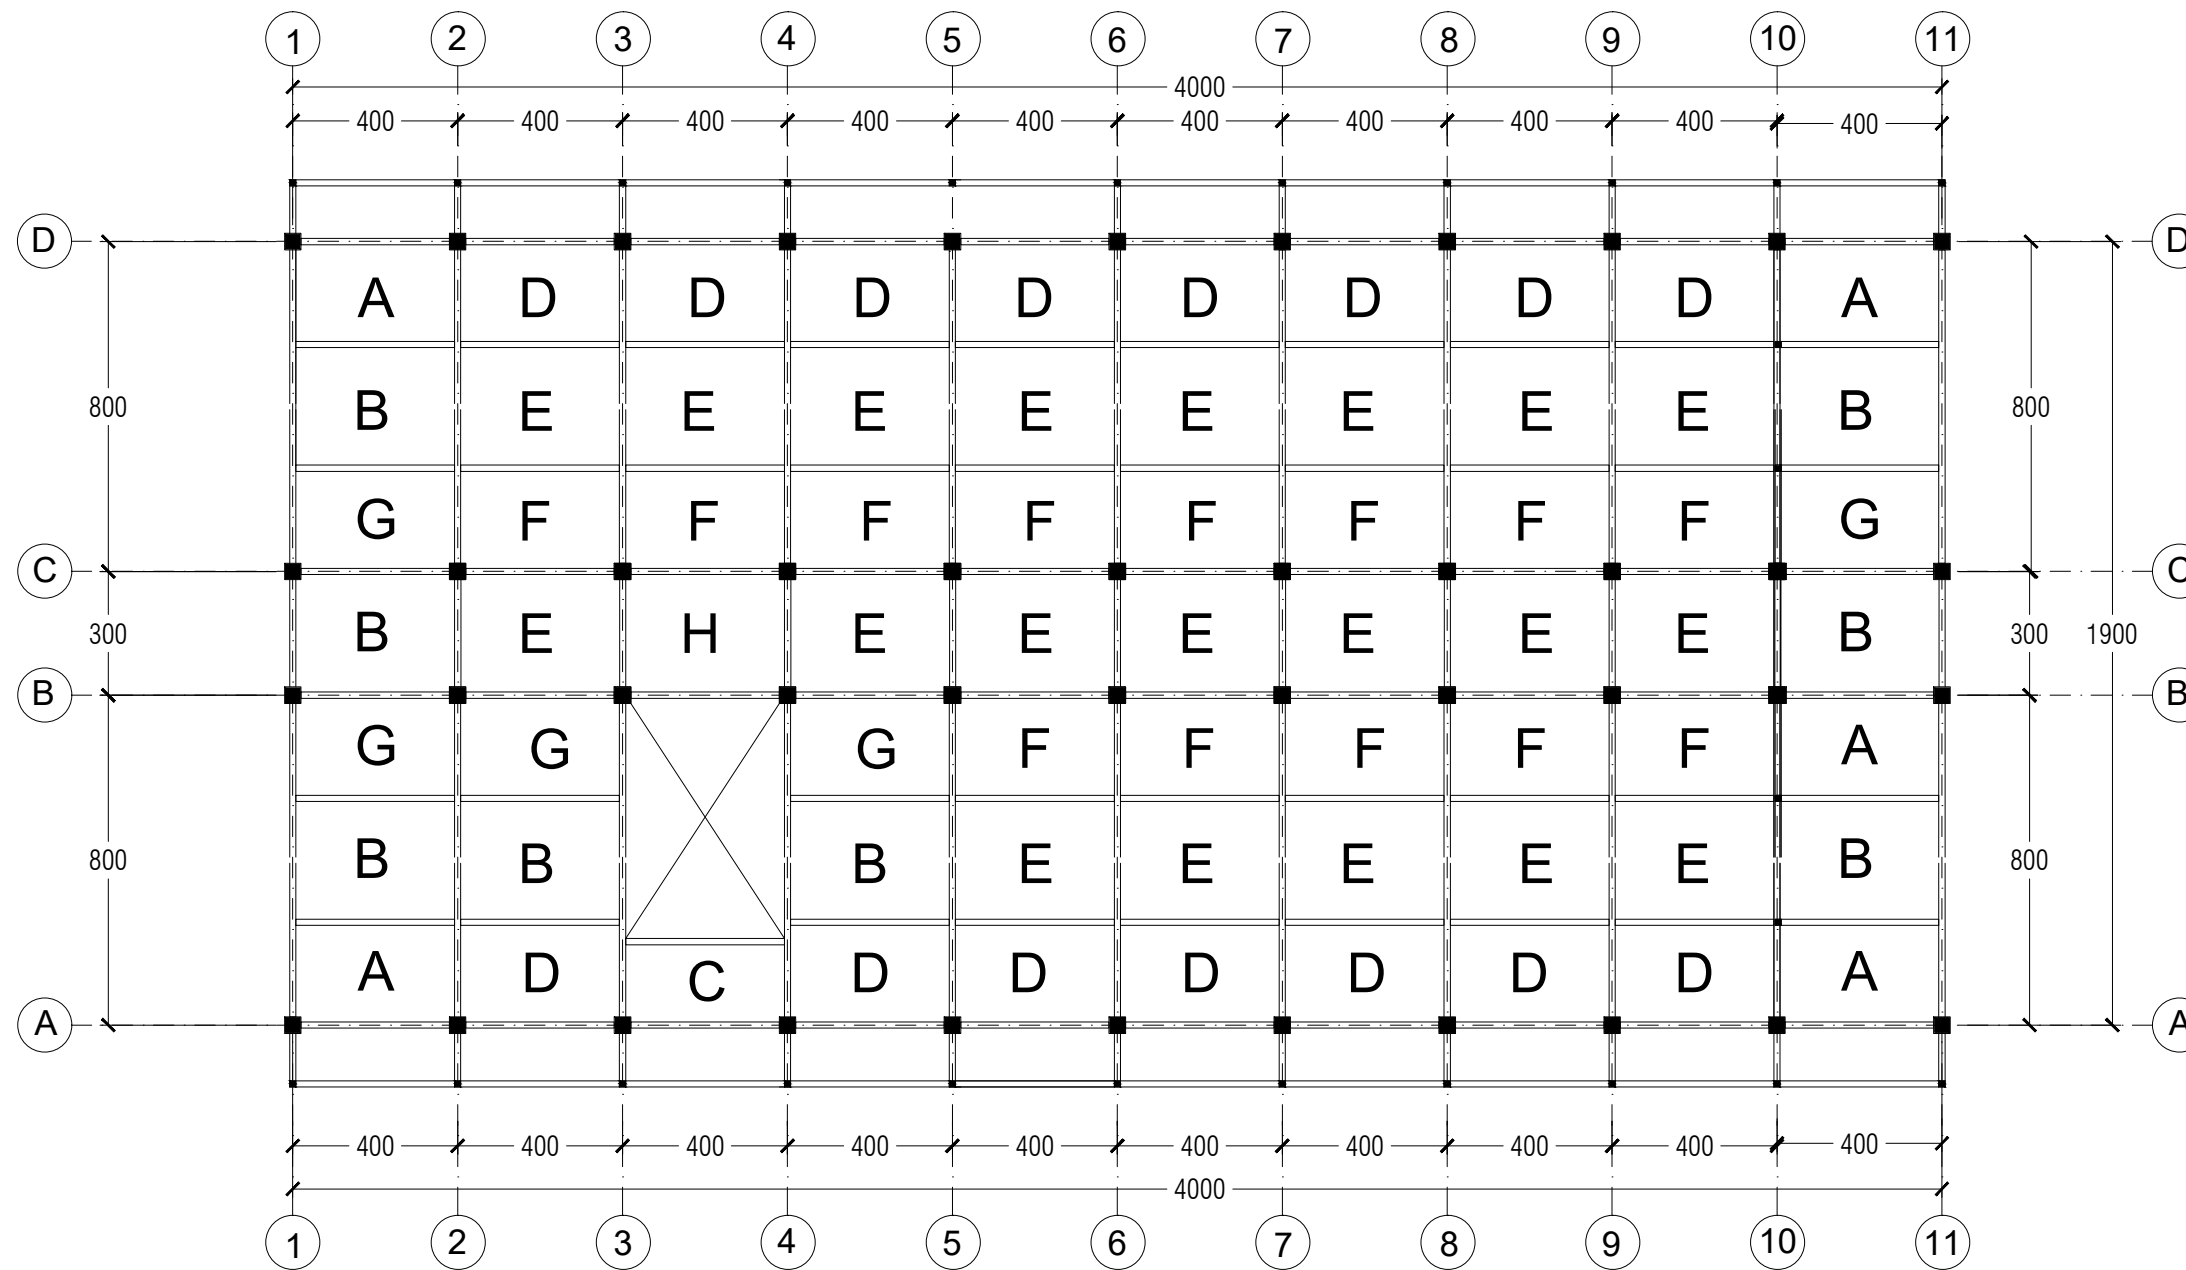 1 2 3 4 5 6 7 8 9 10 11
4000
400 400 400 400 400 400 400 400 400 400
D D
A D D D D D D D D A
800 B E E E E E E E E B 800
G F F F F F F F F G
C C
300 B E H E E E E E E B 300 1900
B B
G G G F F F F F A
800 B B B E E E E E B 800
A D C D D D D D D A
A A
400 400 400 400 400 400 400 400 400 400
4000
1 2 3 4 5 6 7 8 9 10 11